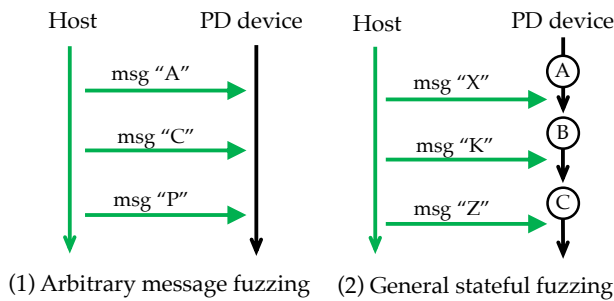 Host PD device
msg “A”
msg “C”
msg “P”
(1) Arbitrary message fuzzing
Host PD device
A
msg “X”
B
msg “K”
C
msg “Z”
(2) General stateful fuzzing